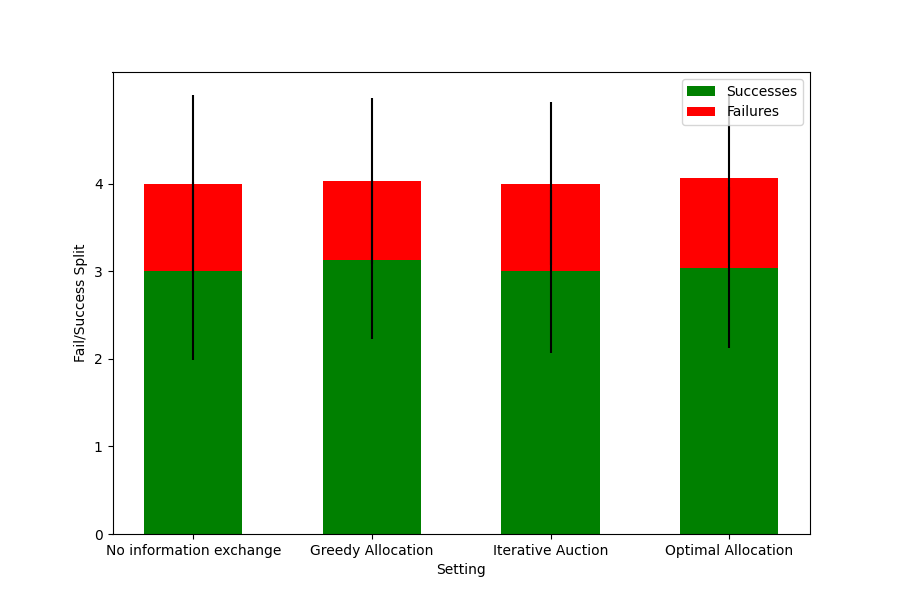 Successes
Failures
4
3
2
1
0
Fail/Success Split
No information exchange Greedy Allocation Iterative Auction Optimal Allocation
Setting